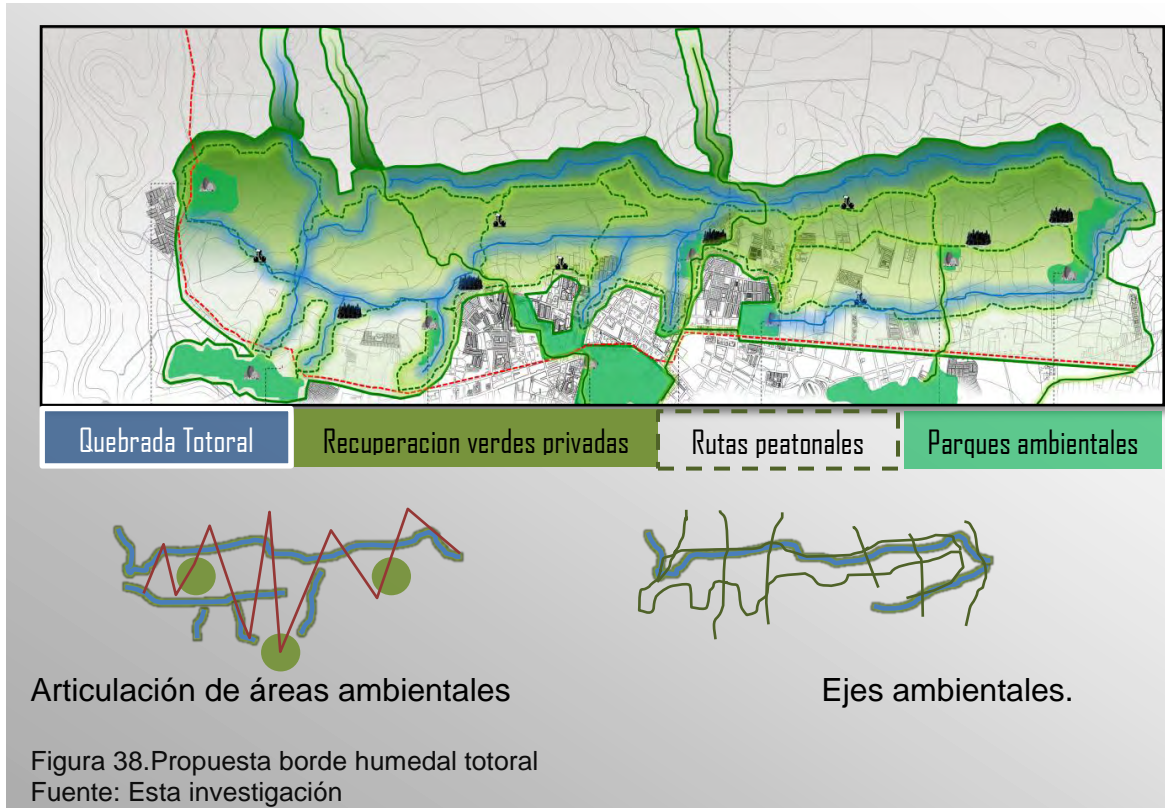 Quebrada Totoral
Recuperacion verdes privadas
Rutas peatonales
Parques ambientales
Articulación de áreas ambientales
Ejes ambientales.
Figura 38.Propuesta borde humedal totoral
Fuente: Esta investigación